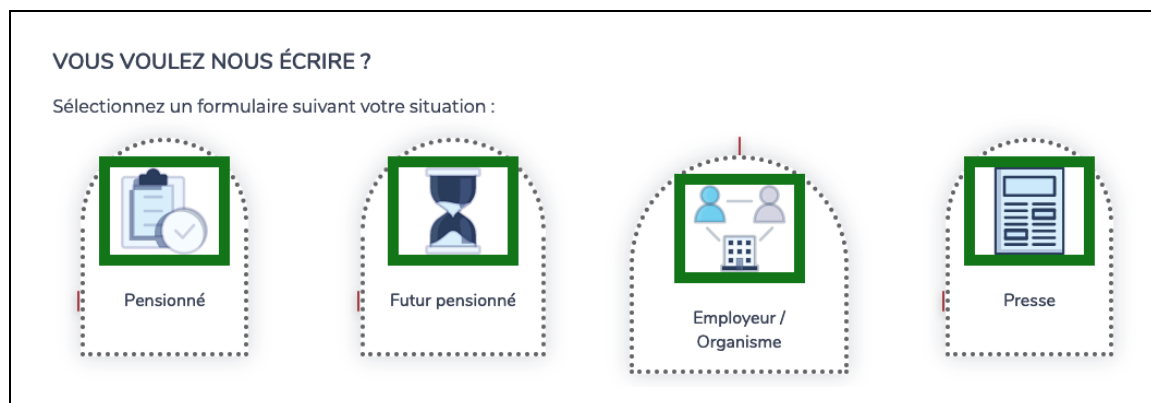 VOUS VOULEZ NOUS ÉCRIRE ?
Sélectionnez un formulaire suivant votre situation :
Pensionné
Futur pensionné
Employeur /
Organisme
Presse